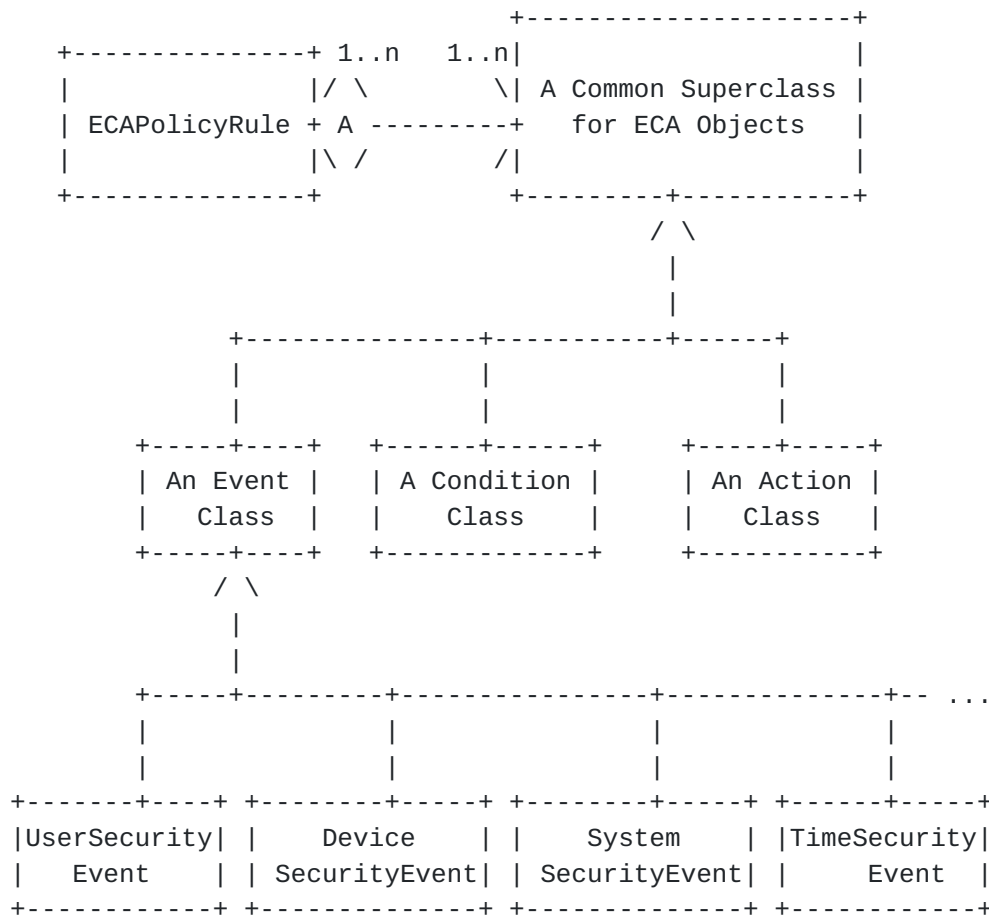 +---------------------+
+---------------+ 1..n   1..n|                     |
|               |/ \        \| A Common Superclass |
| ECAPolicyRule + A ---------+   for ECA Objects   |
|               |\ /        /|                     |
+---------------+            +---------+-----------+
/ \
|
|
+---------------+-----------+------+
|               |                  |
|               |                  |
+-----+----+   +------+------+     +-----+-----+
| An Event |   | A Condition |     | An Action |
|   Class  |   |    Class    |     |   Class   |
+-----+----+   +-------------+     +-----------+
/ \
|
|
+-----+---------+----------------+--------------+-- ...
|               |                |              |
|               |                |              |
+-------+----+ +--------+-----+ +--------+-----+ +------+-----+
|UserSecurity| |    Device    | |    System    | |TimeSecurity|
|   Event    | | SecurityEvent| | SecurityEvent| |     Event  |
+------------+ +--------------+ +--------------+ +------------+